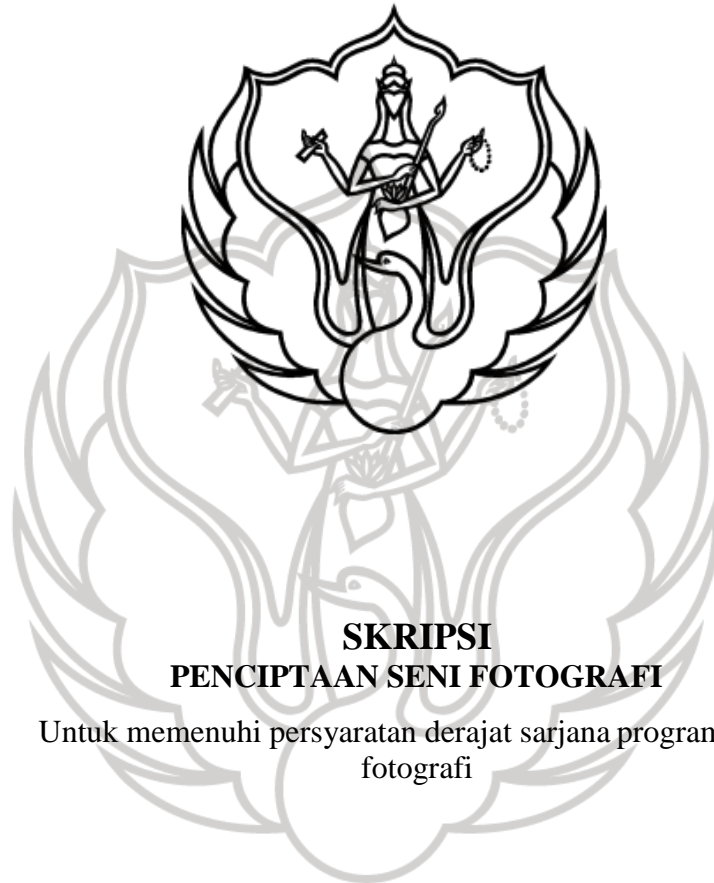 SKRIPSI
PENCIPTAAN SENI FOTOGRAFI
Untuk memenuhi persyaratan derajat sarjana
fotografi